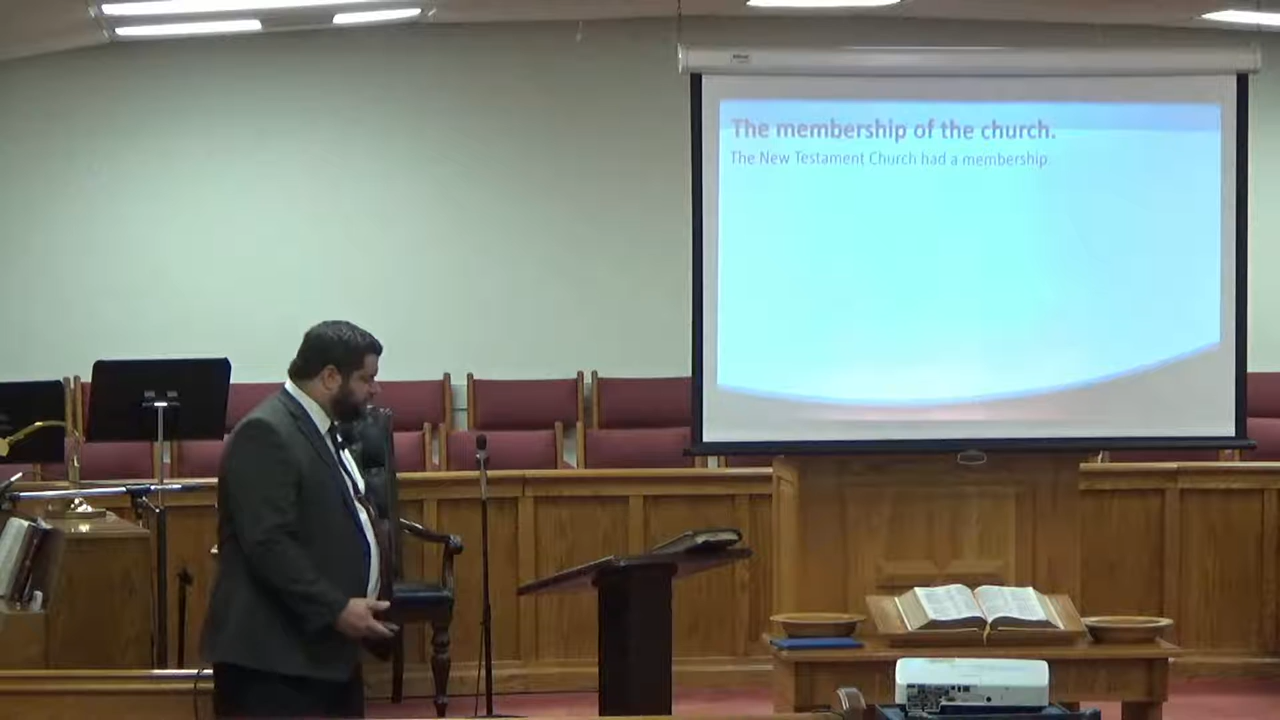 The membership of the church.
The New Testament Church had a membership